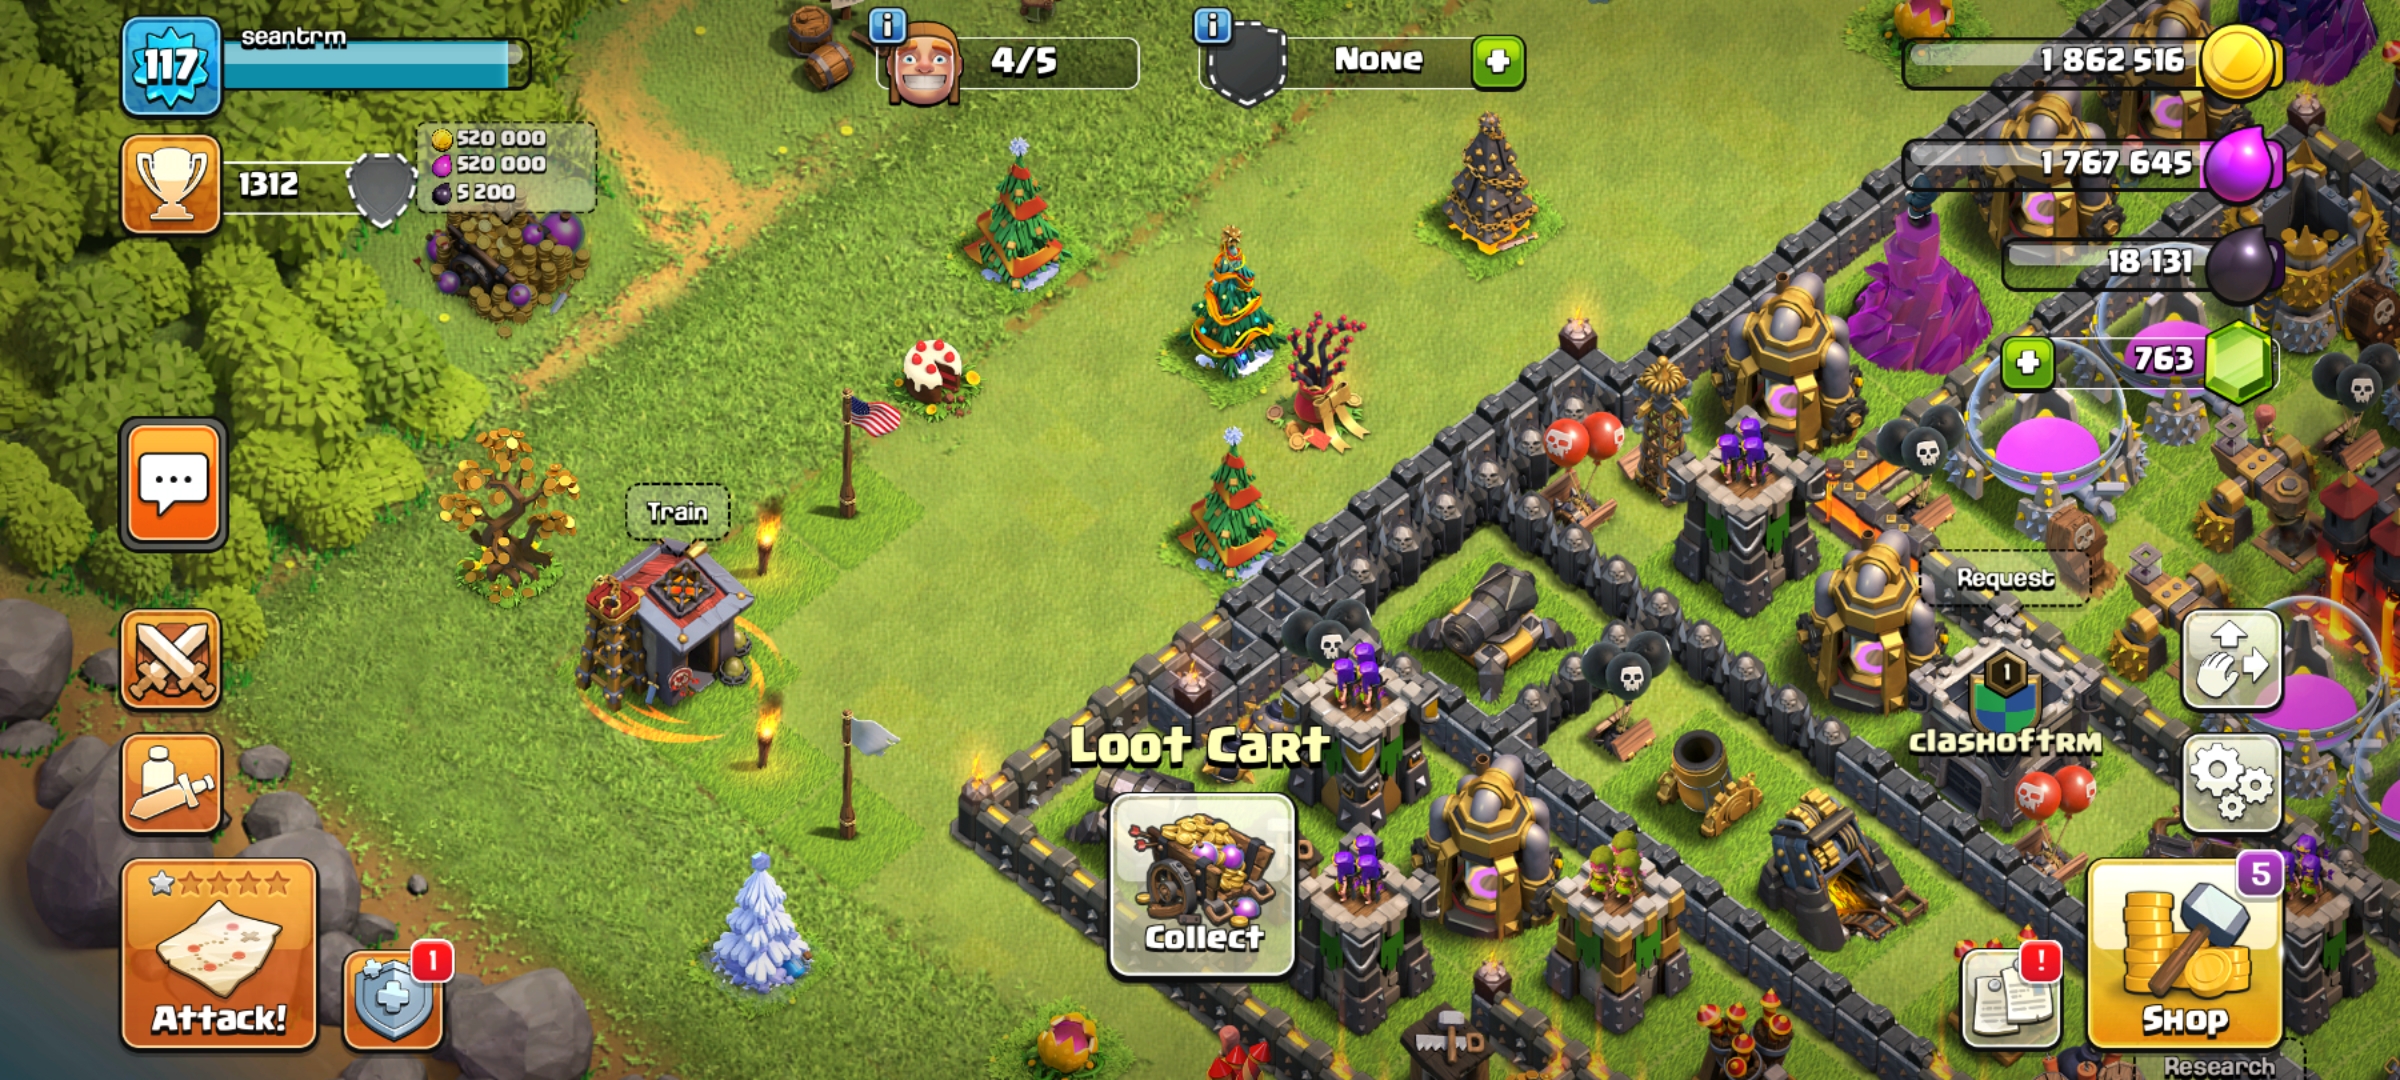 117
seantrm
4/5
None
1 862 516
1312
520 000
520 000
5 200
1 767 645
18 131
763
Train
Request
1
clashoftrm
Loot Cart
Collect
Attack!
1
!
5
Shop
Research